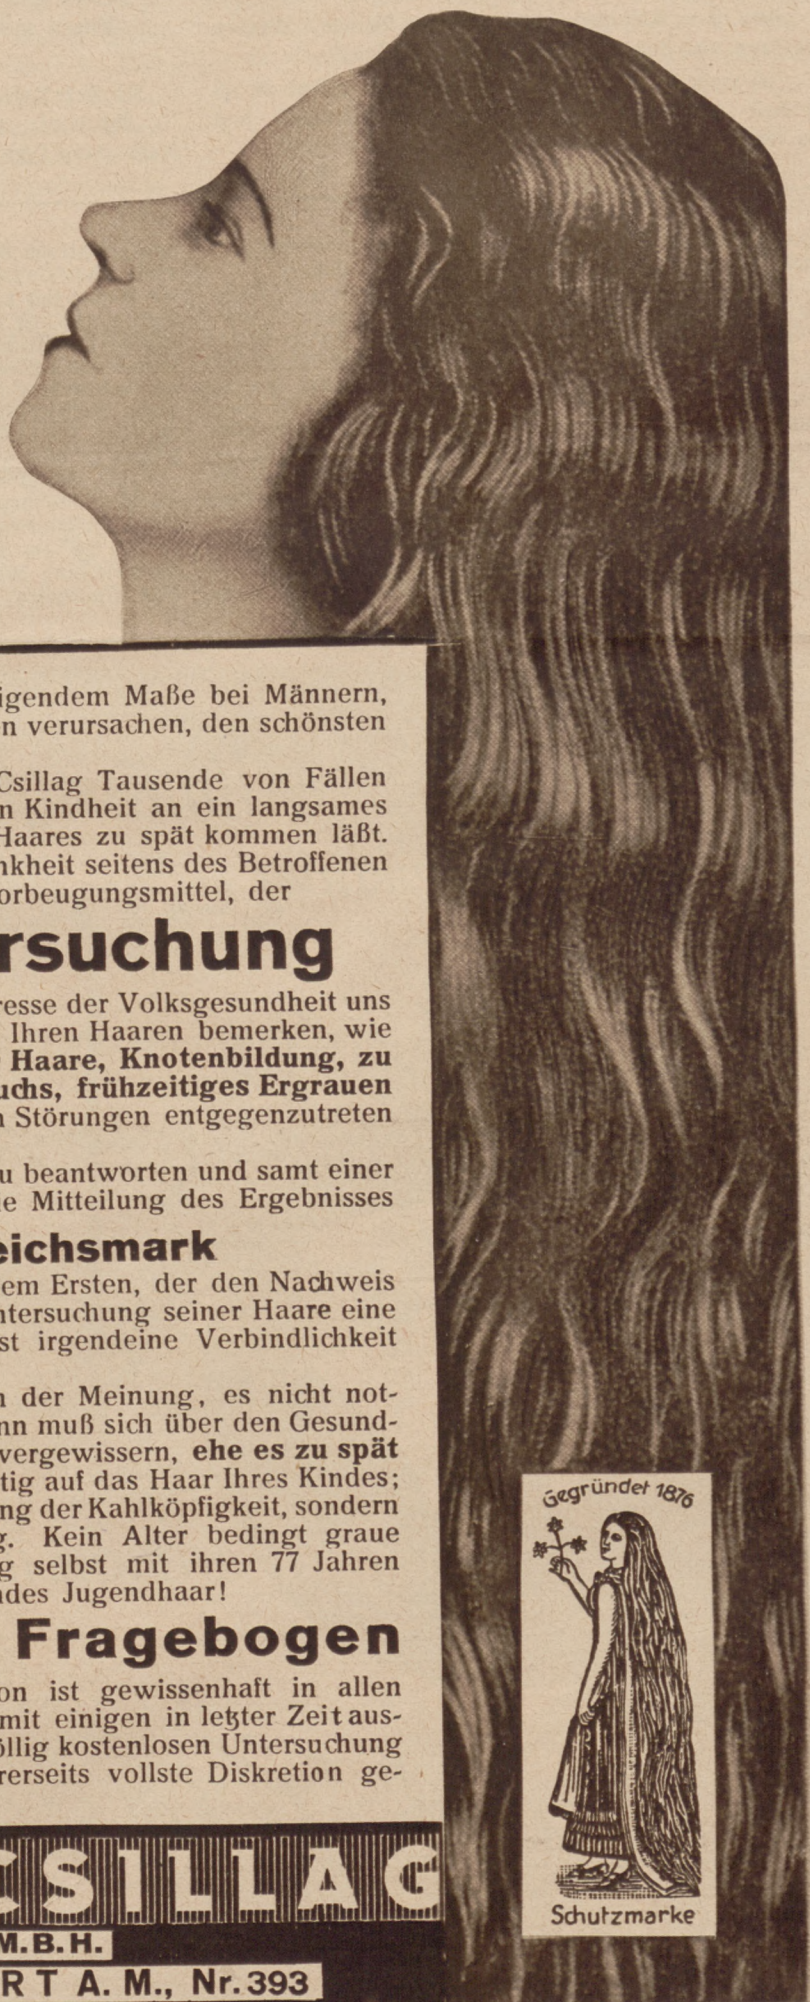 igendem Maße bei Männern,
n verursachen, den schönsten
Csillag Tausende von Fällen
n Kindheit an ein langsames
Haares zu spät kommen läßt.
nkheit seitens des Betroffenen
orbeugungsmittel, der
rsuchung
resse der Volksgesundheit uns
Ihren Haaren bemerken, wie
Haare, Knotenbildung, zu
uchs, frühzeitiges Ergrauen
n Störungen entgegenzutreten
u beantworten und samt einer
ie Mitteilung des Ergebnisses
eichsmark
em Ersten, der den Nachweis
ntersuchung seiner Haare eine
st irgendeine Verbindlichkeit
n der Meinung, es nicht not-
nn muß sich über den Gesund-
vergewissern, ehe es zu spät
tig auf das Haar Ihres Kindes;
ng der Kahlköpfigkeit, sondern
g. Kein Alter bedingt graue
g selbst mit ihren 77 Jahren
ndes Jugendhaar!
Fragebogen
on ist gewissenhaft in allen
mit einigen in letzter Zeit aus-
öllig kostenlosen Untersuchung
rerseits vollste Diskretion ge-
Gegründet 1876
Schutzmarke
CSILLAG
M.B.H.
RT A. M., Nr. 393